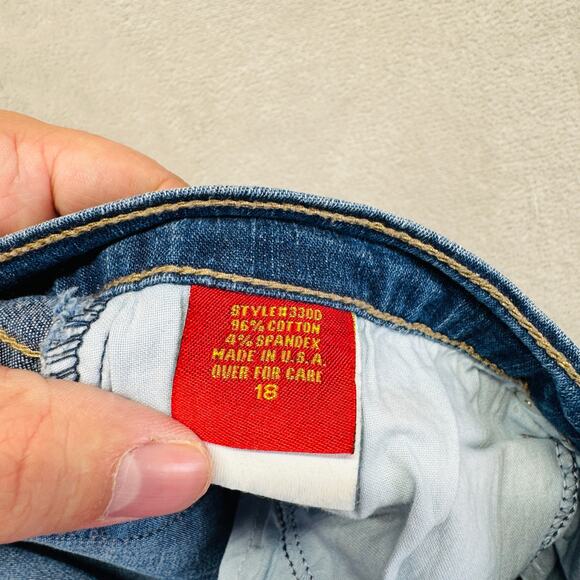 STYLE#330D
96% COTTON
4% SPANDEX
MADE IN U.S.A.
OVER FOR CARE
18